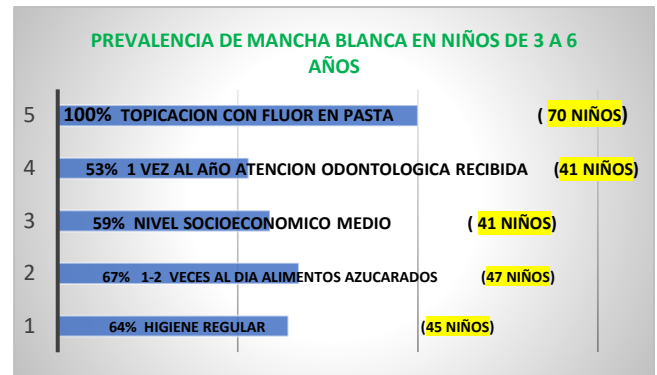 PREVALENCIA DE MANCHA BLANCA EN NIÑOS DE 3 A 6
AÑOS
5 100% TOPICACION CON FLUOR EN PASTA ( 70 NIÑOS)
4 53% 1 VEZ AL AñO ATENCION ODONTOLOGICA RECIBIDA (41 NIÑOS)
3 59% NIVEL SOCIOECONOMICO MEDIO ( 41 NIÑOS)
2 67% 1-2 VECES AL DIA ALIMENTOS AZUCARADOS (47 NIÑOS)
1 64% HIGIENE REGULAR (45 NIÑOS)